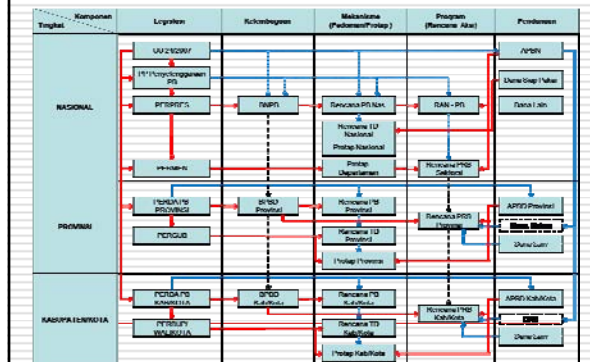 Komponen
Tingkat
Legislasi
Kelembagaan
Mekanisme
(Pedoman/Protap)
Program
(Rencana Aksi)
Pendanaan
NASIONAL
UU 24/2007
APBN
PP Penyelenggaraan
PB
Dana Siap Pakai
PERPRES
BNPB
Rencana PB Nas
RAN - PB
Dana Lain
Rencana TD
Nasional
Protap Nasional
PERMEN
Protap
Departemen
Rencana PRB
Sektoral
PROVINSI
PERDA PB
PROVINSI
BPBD
Provinsi
Rencana PB
Provinsi
APBD Provinsi
Rencana PRB
Provinsi
PERGUB
Rencana TD
Provinsi
Dana Lain
Protap Provinsi
KABUPATEN/KOTA
PERDA PB
KAB/KOTA
BPBD
Kab/Kota
Rencana PB
Kab/Kota
APBD Kab/Kota
Rencana PRB
Kab/Kota
PERBUP/
WALIKOTA
Rencana TD
Kab/Kota
Dana Lain
Protap Kab/Kota